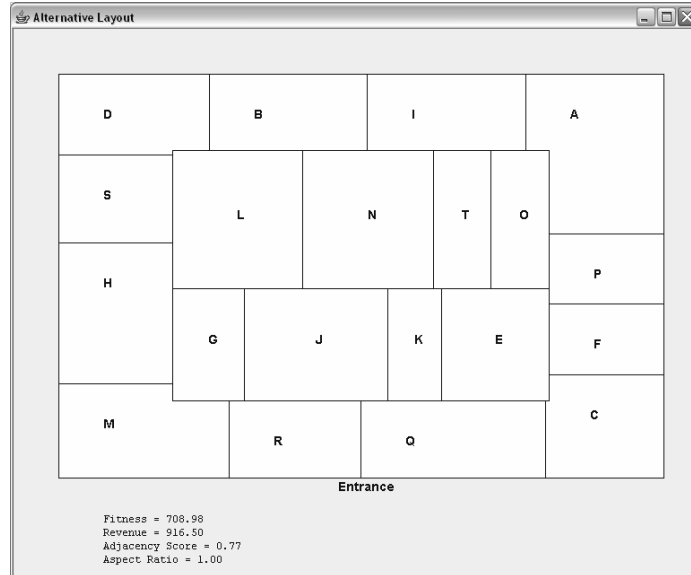 Alternative Layout
D B I A
S
L N T O
P
H
G J K E
F
C
M
R Q
Entrance
Fitness = 708.98
Revenue = 916.50
Adjacency Score = 0.77
Aspect Ratio = 1.00